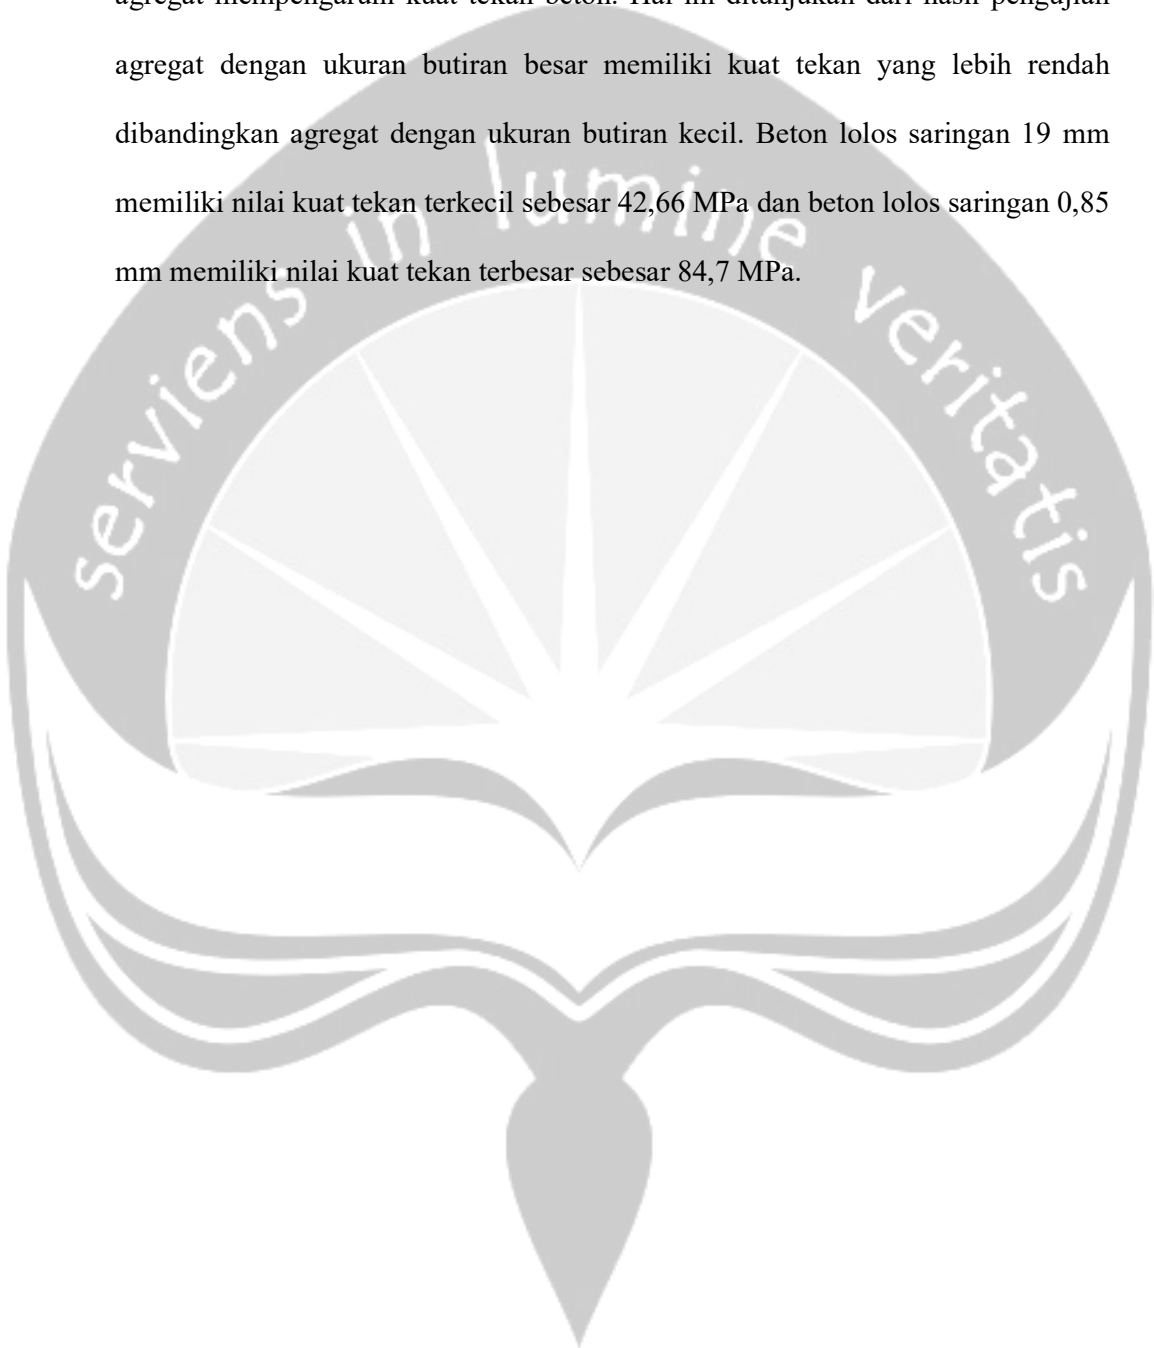 agregat mempengaruhi kuat tekan beton. Hal ini ditunjukan dari hasil pengujian
agregat dengan ukuran butiran besar memiliki kuat tekan yang lebih rendah
dibandingkan agregat dengan ukuran butiran kecil. Beton lolos saringan 19 mm
memiliki nilai kuat tekan terkecil sebesar 42,66 MPa dan beton lolos saringan 0,85
mm memiliki nilai kuat tekan terbesar sebesar 84,7 MPa.
serviens in lumine veritatis